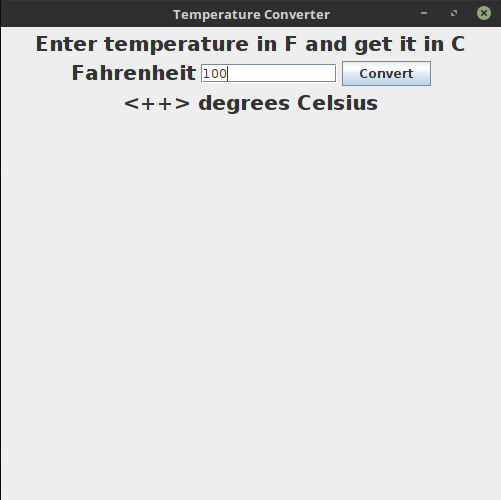 Temperature Converter
Enter temperature in F and get it in C
Fahrenheit 100 Convert
<++> degrees Celsius